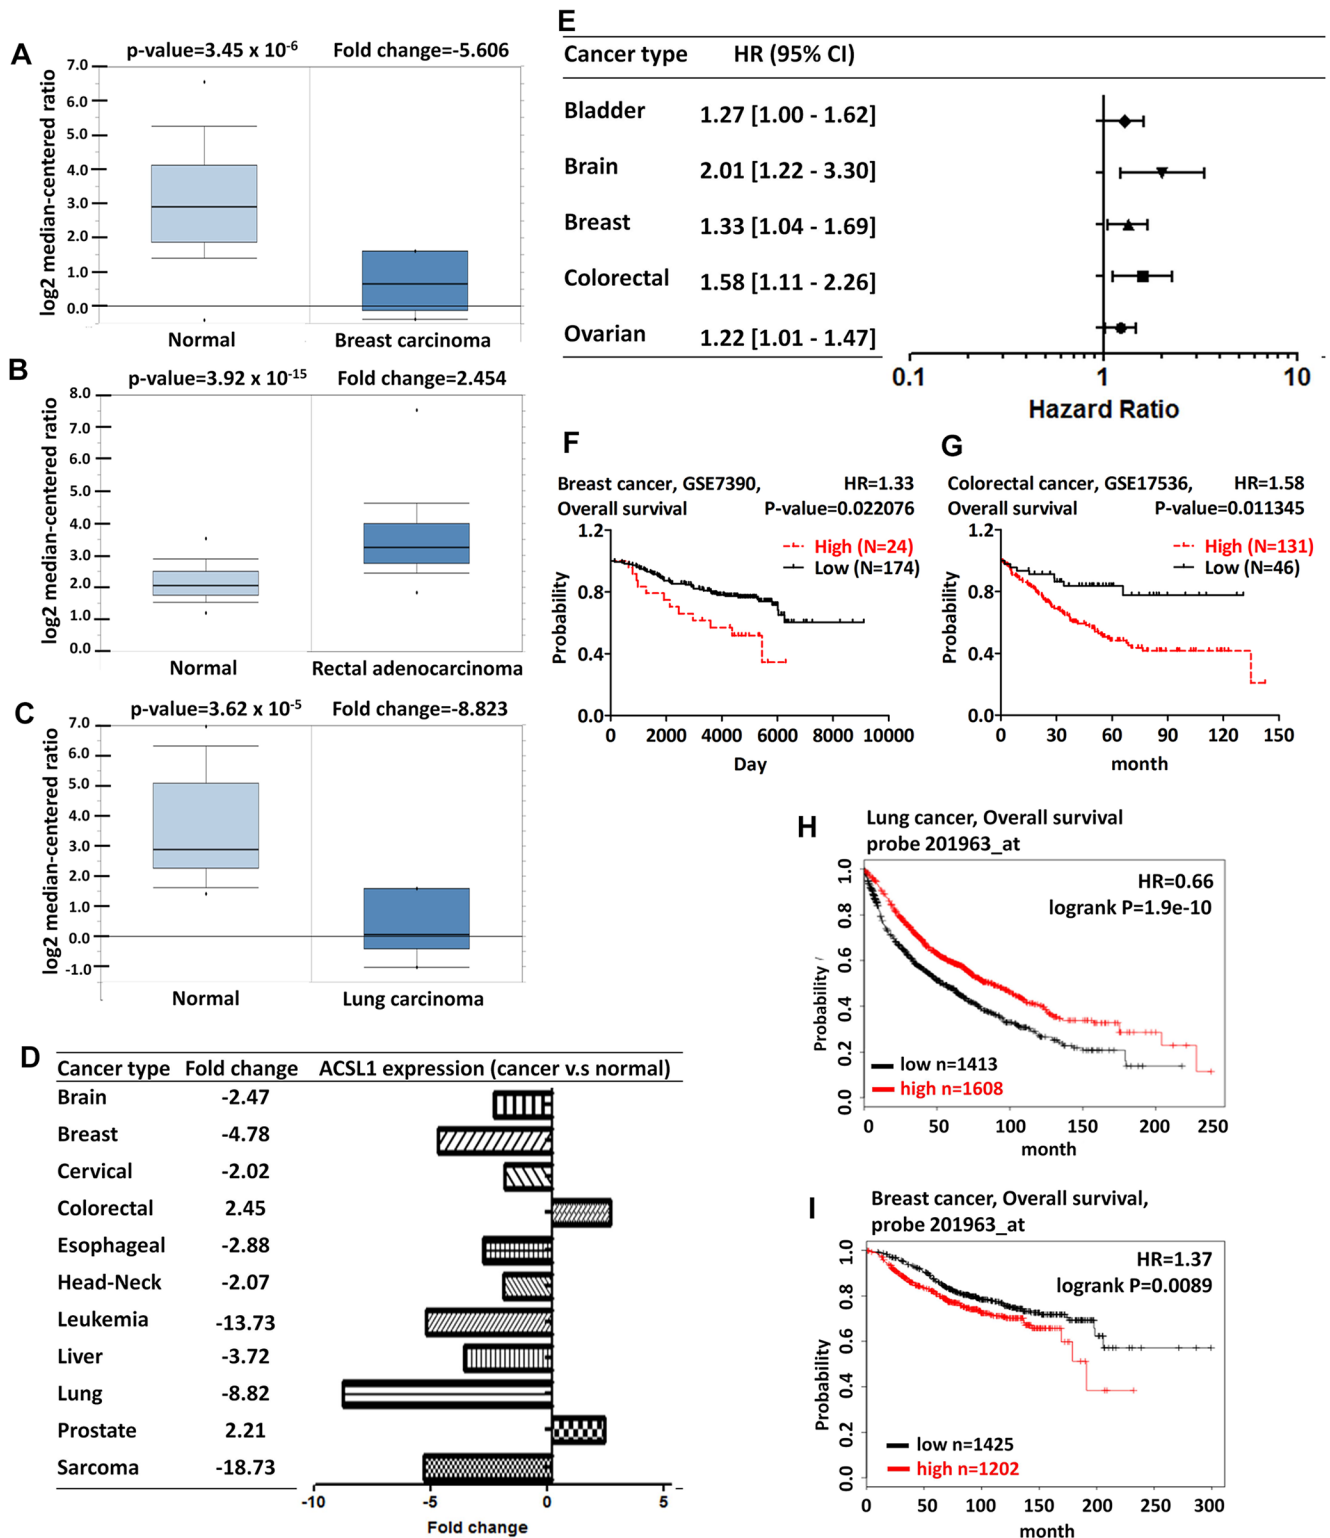 A
p-value=3.45 x 10-6 Fold change=-5.606
log2 median-centered ratio
7.0
6.0
5.0
4.0
3.0
2.0
1.0
0.0
Normal Breast carcinoma
B
p-value=3.92 x 10-15 Fold change=2.454
log2 median-centered ratio
8.0
7.0
6.0
5.0
4.0
3.0
2.0
1.0
0.0
Normal Rectal adenocarcinoma
C
p-value=3.62 x 10-5 Fold change=-8.823
log2 median-centered ratio
7.0
6.0
5.0
4.0
3.0
2.0
1.0
0.0
-1.0
Normal Lung carcinoma
D
Cancer type Fold change ACSL1 expression (cancer v.s normal)
Brain -2.47
Breast -4.78
Cervical -2.02
Colorectal 2.45
Esophageal -2.88
Head-Neck -2.07
Leukemia -13.73
Liver -3.72
Lung -8.82
Prostate 2.21
Sarcoma -18.73
-10 -5 0 5
Fold change
E
Cancer type HR (95% CI)
Bladder 1.27 [1.00 - 1.62]
Brain 2.01 [1.22 - 3.30]
Breast 1.33 [1.04 - 1.69]
Colorectal 1.58 [1.11 - 2.26]
Ovarian 1.22 [1.01 - 1.47]
0.1 1 10
Hazard Ratio
F
Breast cancer, GSE7390, HR=1.33
Overall survival P-value=0.022076
High (N=24)
Low (N=174)
Probability
1.2
0.8
0.4
0.0
0 2000 4000 6000 8000 10000
Day
G
Colorectal cancer, GSE17536, HR=1.58
Overall survival P-value=0.011345
High (N=131)
Low (N=46)
Probability
1.2
0.8
0.4
0.0
0 30 60 90 120 150
month
H
Lung cancer, Overall survival
probe 201963_at
HR=0.66
logrank P=1.9e-10
Probability
1.0
0.8
0.6
0.4
0.2
0.0
low n=1413
high n=1608
0 50 100 150 200 250
month
I
Breast cancer, Overall survival,
probe 201963_at
HR=1.37
logrank P=0.0089
Probability
1.0
0.8
0.6
0.4
0.2
0.0
low n=1425
high n=1202
0 50 100 150 200 250 300
month